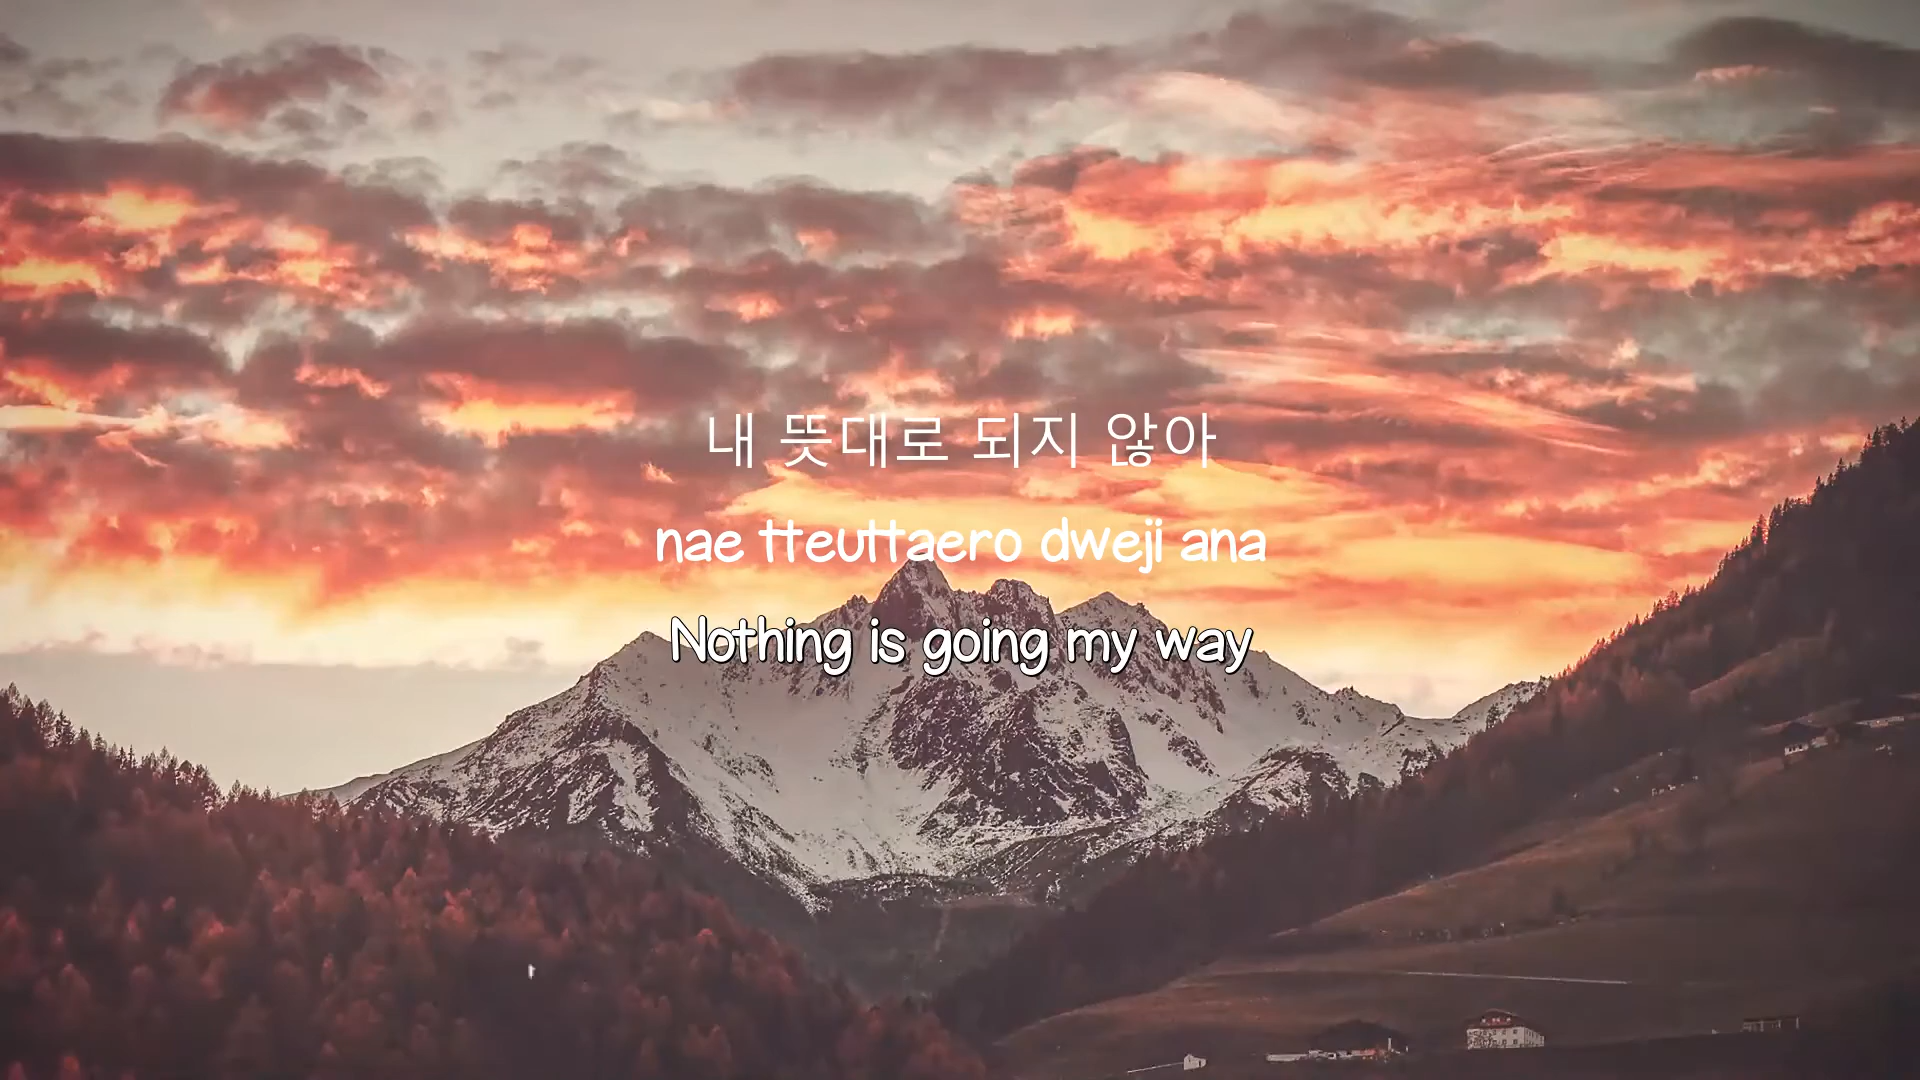 내 뜻대로 되지 않아
nae tteuttaero dweji ana
Nothing is going my way